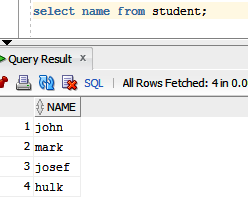 select name from student;
Query Result x
SQL | All Rows Fetched: 4 in 0.0
NAME
1 john
2 mark
3 josef
4 hulk